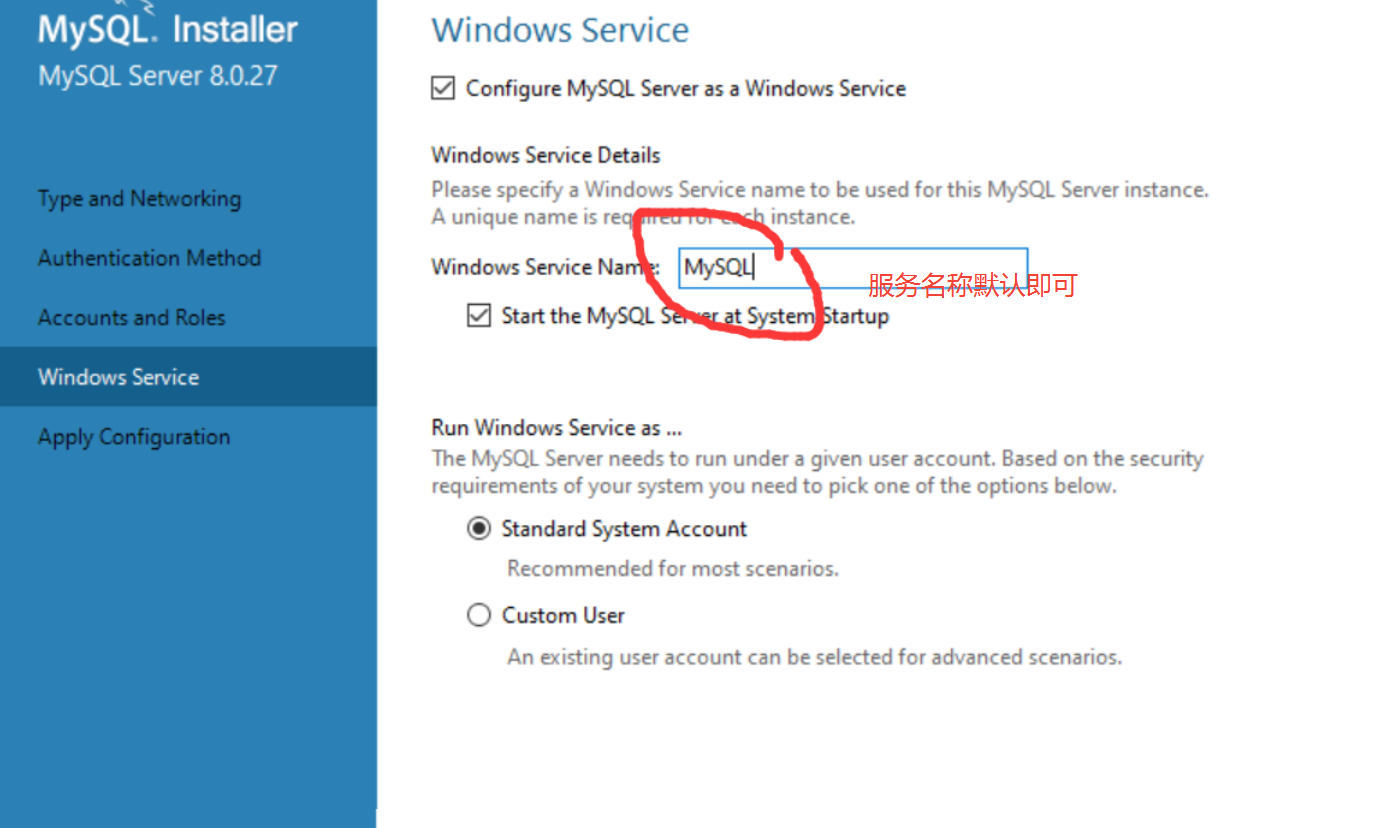 MySQL. Installer
MySQL Server 8.0.27
Type and Networking
Authentication Method
Accounts and Roles
Windows Service
Apply Configuration
Windows Service
Configure MySQL Server as a Windows Service
Windows Service Details
Please specify a Windows Service name to be used for this MySQL Server instance.
A unique name is required for each instance.
Windows Service Name: MySQL
服务名称默认即可
Start the MySQL Server at System Startup
Run Windows Service as ...
The MySQL Server needs to run under a given user account. Based on the security
requirements of your system you need to pick one of the options below.
Standard System Account
Recommended for most scenarios.
Custom User
An existing user account can be selected for advanced scenarios.